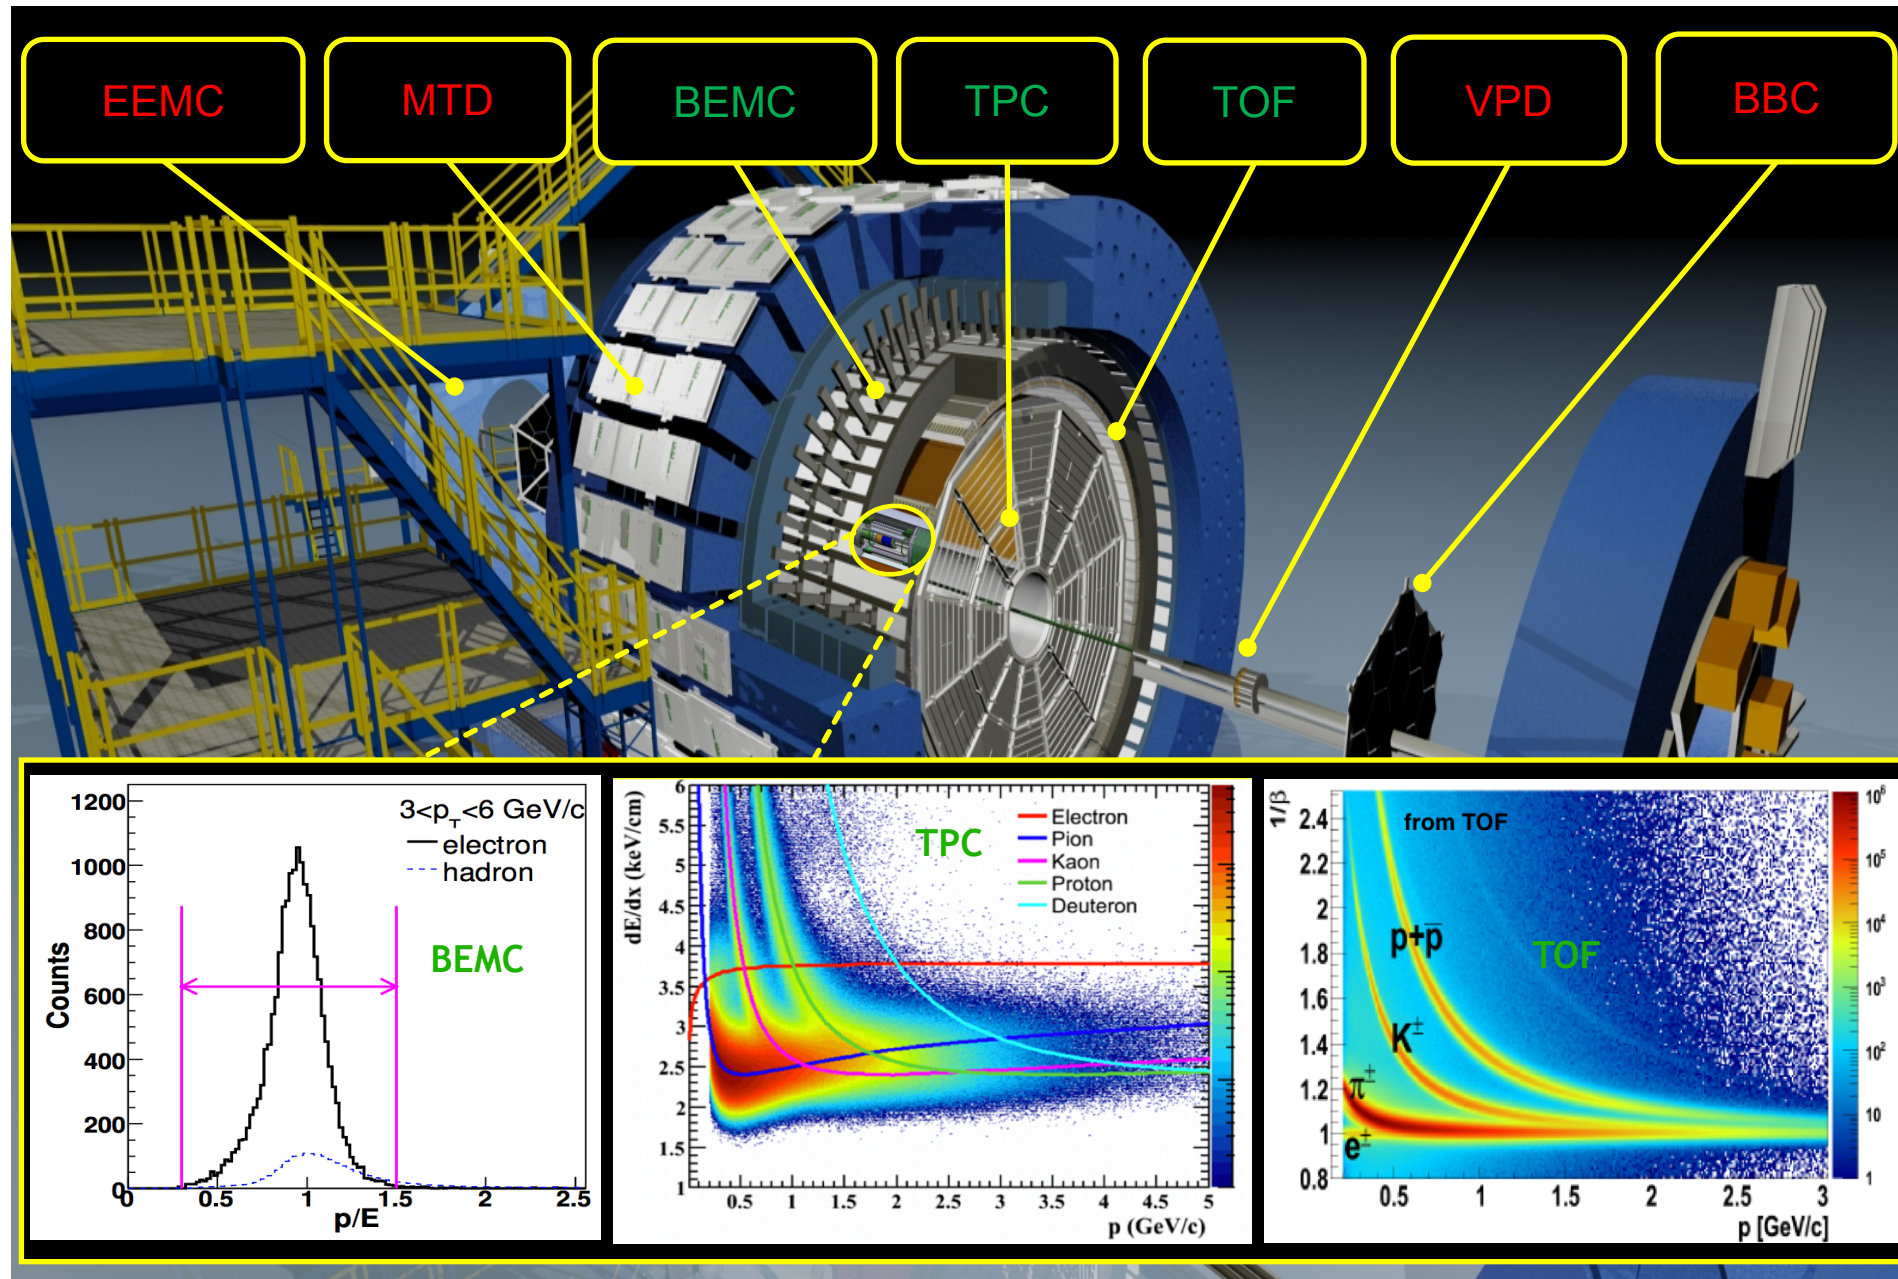 EEMC
MTD
BEMC
TPC
TOF
VPD
BBC
1200
1000
800
600
400
200
0
Counts
3<p_T<6 GeV/c
electron
hadron
BEMC
0
0.5
1
1.5
2
2.5
p/E
6
5.5
5
4.5
4
3.5
3
2.5
2
1.5
1
dE/dx (keV/cm)
TPC
Electron
Pion
Kaon
Proton
Deuteron
0.5
1
1.5
2
2.5
3
3.5
4
4.5
5
p (GeV/c)
1/β
2.4
2.2
2
1.8
1.6
1.4
1.2
1
0.8
from TOF
p+p̄
TOF
K±
π±
e±
0.5
1
1.5
2
2.5
3
p [GeV/c]
10⁶
10⁵
10⁴
10³
10²
10
1